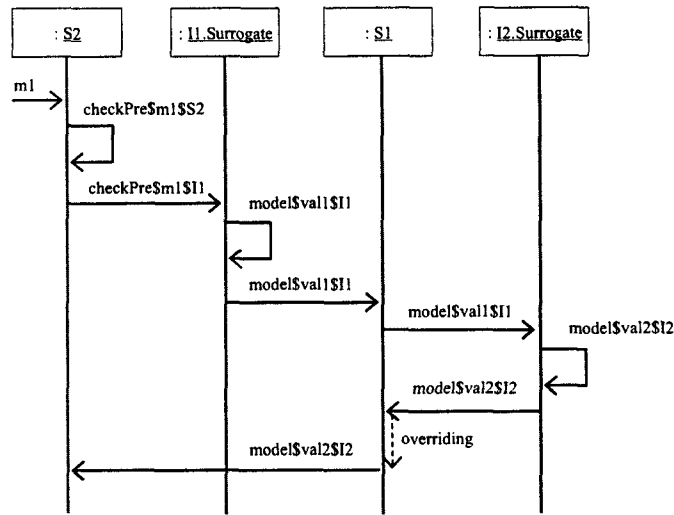 : S2
: I1.Surrogate
: S1
: I2.Surrogate
m1
checkPre$m1$S2
checkPre$m1$I1
model$val1$I1
model$val1$I1
model$val1$I1
model$val2$I2
model$val2$I2
overriding
model$val2$I2